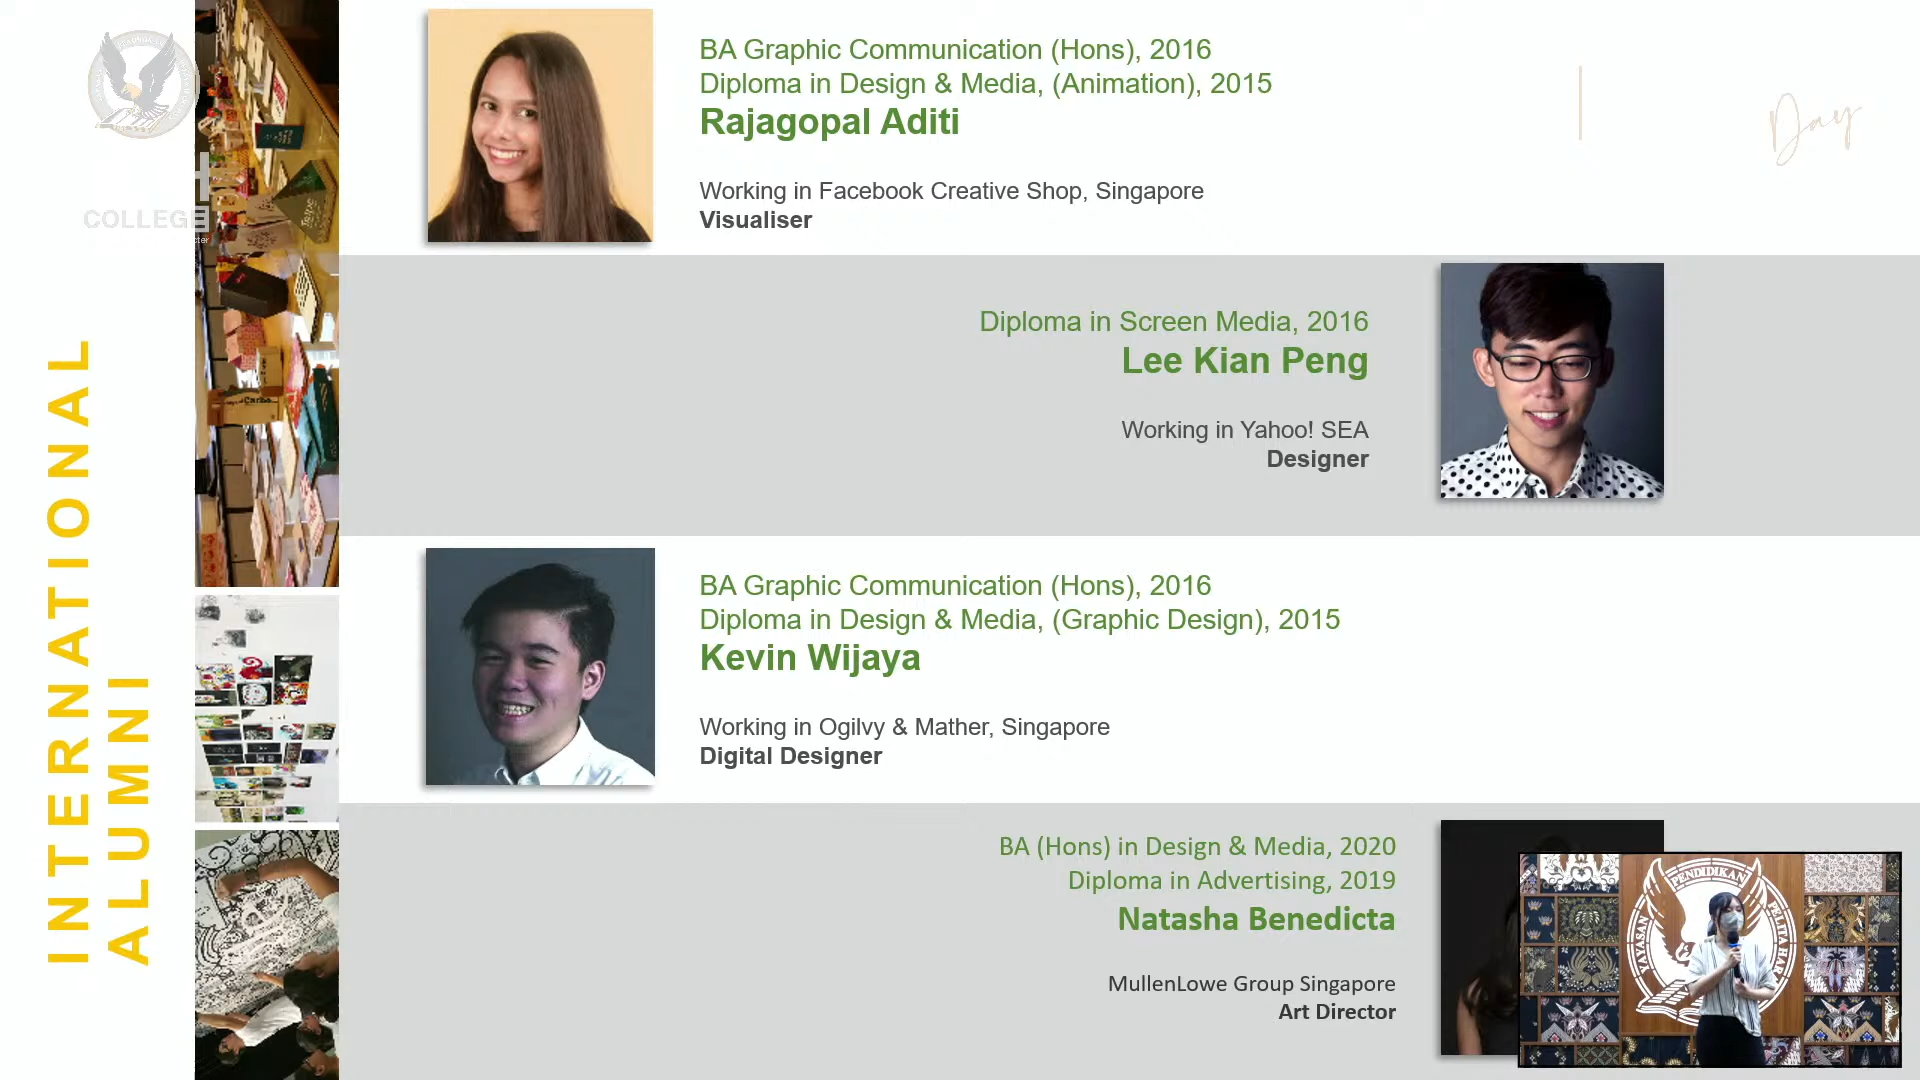 COLLEGE
Day
INTERNATIONAL
ALUMNI
BA Graphic Communication (Hons), 2016
Diploma in Design & Media, (Animation), 2015
Rajagopal Aditi
Working in Facebook Creative Shop, Singapore
Visualiser
Diploma in Screen Media, 2016
Lee Kian Peng
Working in Yahoo! SEA
Designer
BA Graphic Communication (Hons), 2016
Diploma in Design & Media, (Graphic Design), 2015
Kevin Wijaya
Working in Ogilvy & Mather, Singapore
Digital Designer
BA (Hons) in Design & Media, 2020
Diploma in Advertising, 2019
Natasha Benedicta
MullenLowe Group Singapore
Art Director
YAYASAN PENDIDIKAN PELITA HAR